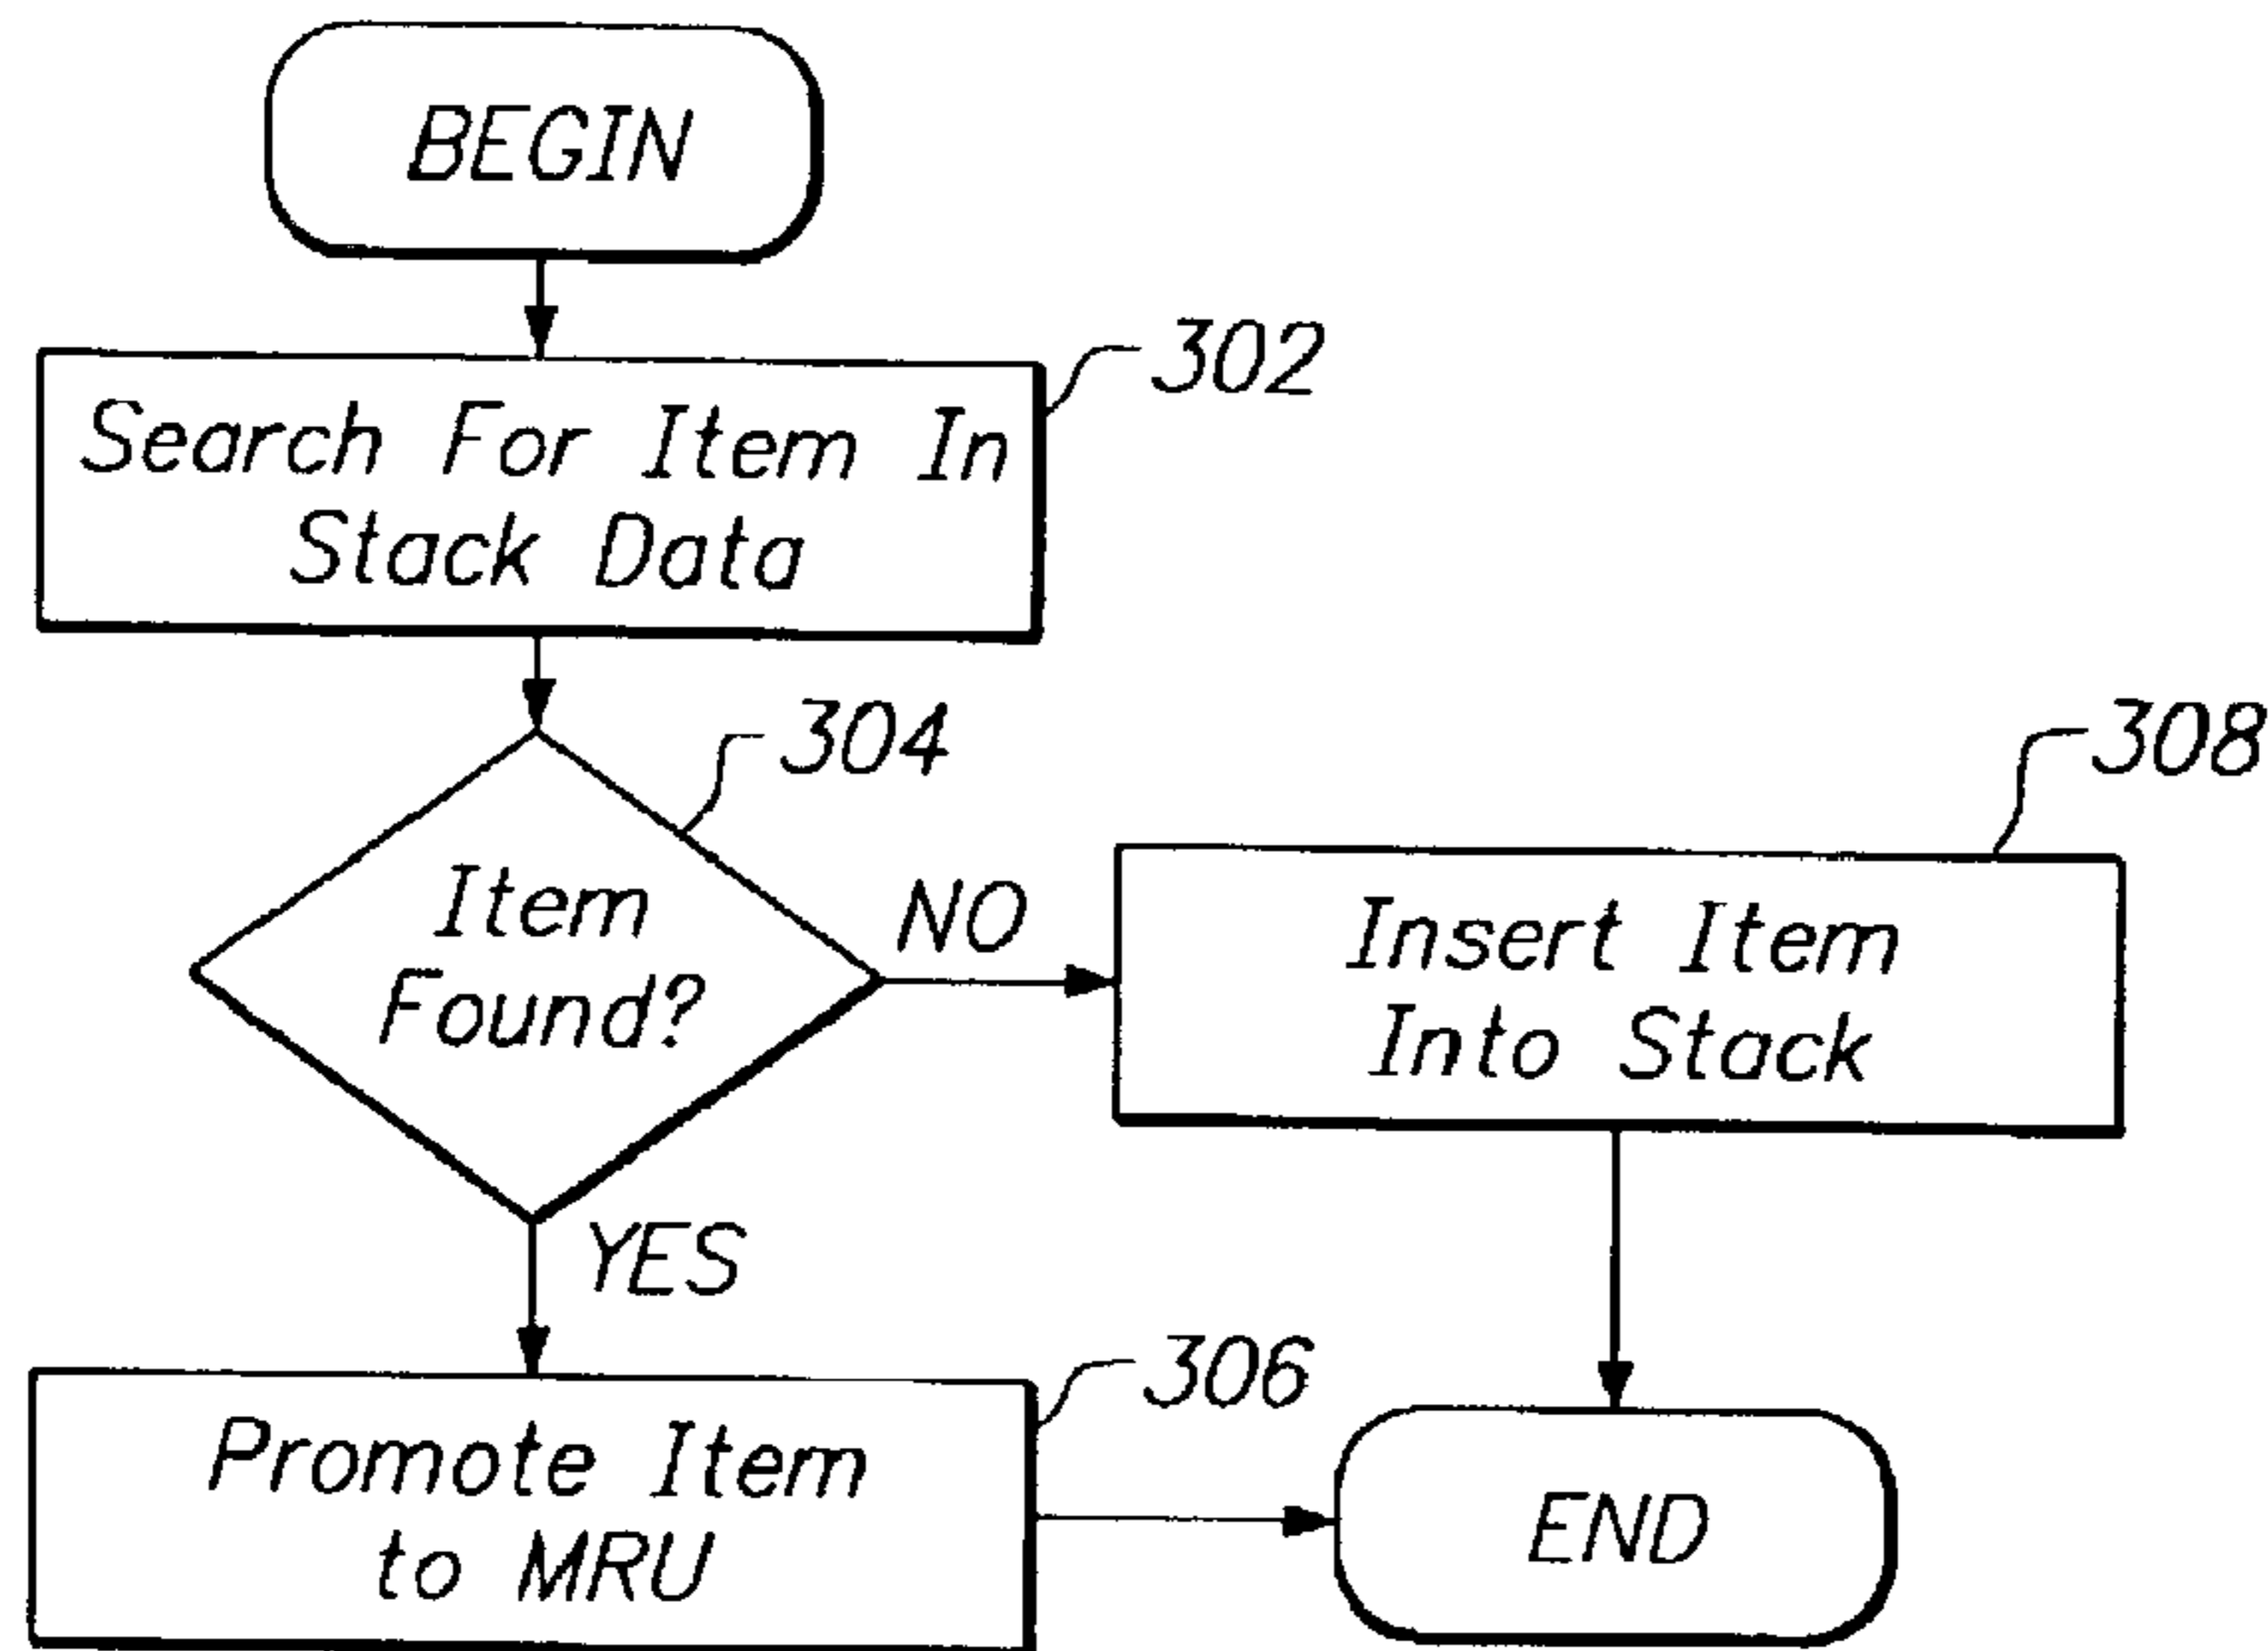 BEGIN
302
Search For Item In
Stack Data
304
308
Item
Found?
NO
Insert Item
Into Stack
YES
306
Promote Item
to MRU
END